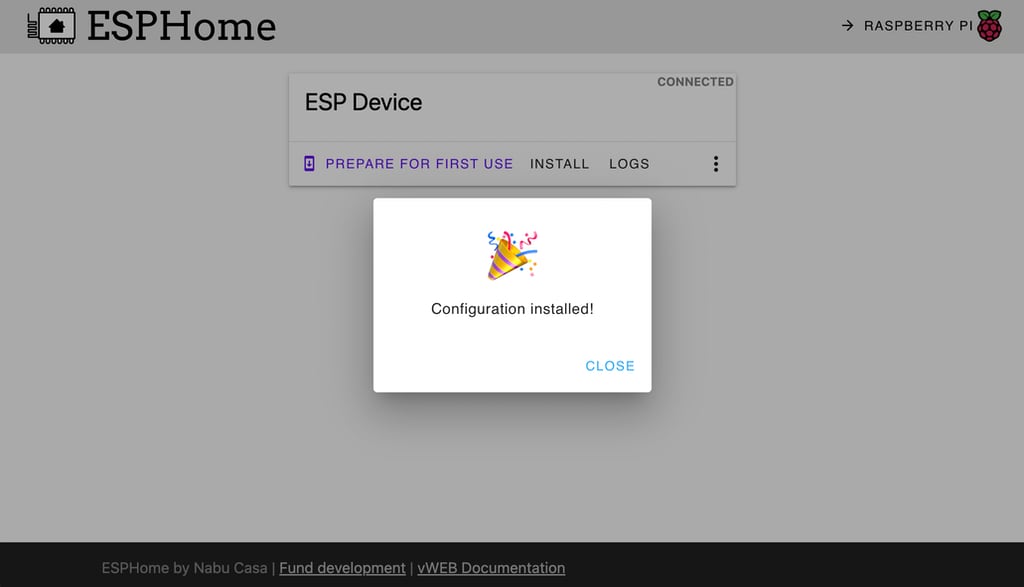 ESPHome
→ RASPBERRY PI
CONNECTED
ESP Device
PREPARE FOR FIRST USE INSTALL LOGS
Configuration installed!
CLOSE
ESPHome by Nabu Casa | Fund development | vWEB Documentation